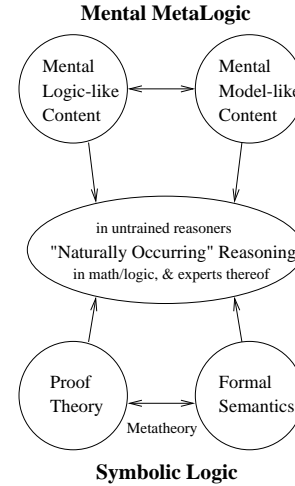 Mental MetaLogic
Mental
Logic-like
Content
Mental
Model-like
Content
in untrained reasoners
"Naturally Occurring" Reasoning
in math/logic, & experts thereof
Proof
Theory
Formal
Semantics
Metatheory
Symbolic Logic